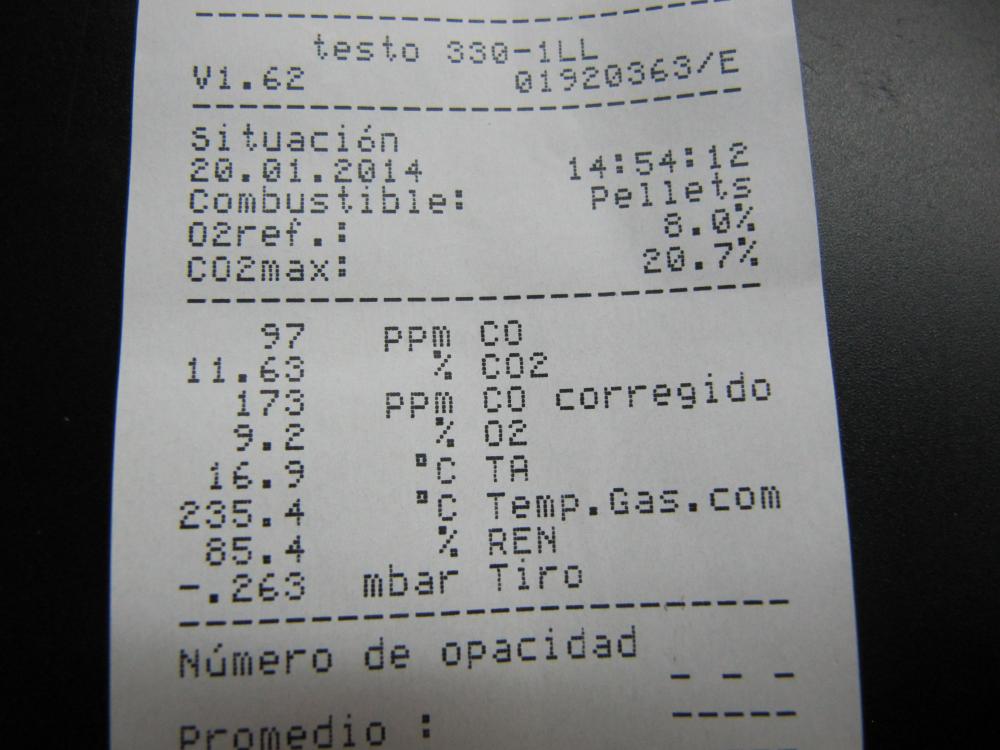 testo 330-1LL
V1.62 01920363/E
Situación
20.01.2014 14:54:12
Combustible: Pellets
O2ref.: 8.0%
CO2max: 20.7%
97 ppm CO
11.63 % CO2
173 ppm CO corregido
9.2 % O2
16.9 °C TA
235.4 °C Temp.Gas.com
85.4 % REN
-.263 mbar Tiro
Número de opacidad
- - -
Promedio :